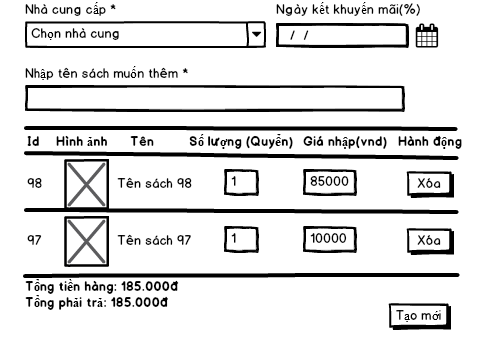 Nhà cung cấp * Ngày kết khuyến mãi(%)
Chọn nhà cung / /
Nhập tên sách muốn thêm *
Id Hình ảnh Tên Số lượng (Quyển) Giá nhập(vnd) Hành động
98 Tên sách 98 1 85000 Xóa
97 Tên sách 97 1 10000 Xóa
Tổng tiền hàng: 185.000đ
Tổng phải trả: 185.000đ
Tạo mới